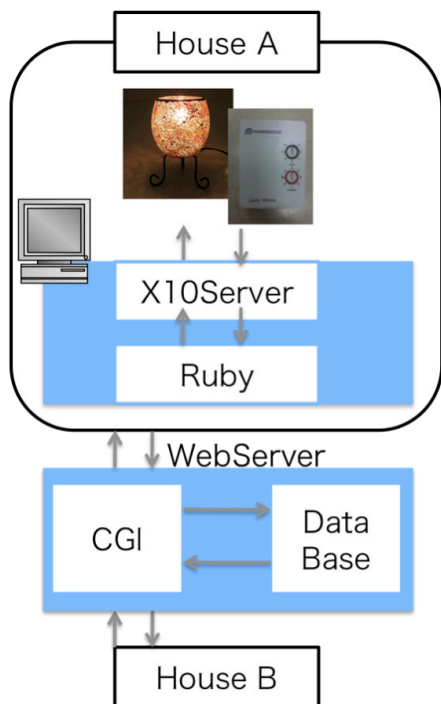 House A
X10Server
Ruby
WebServer
CGI
Data
Base
House B